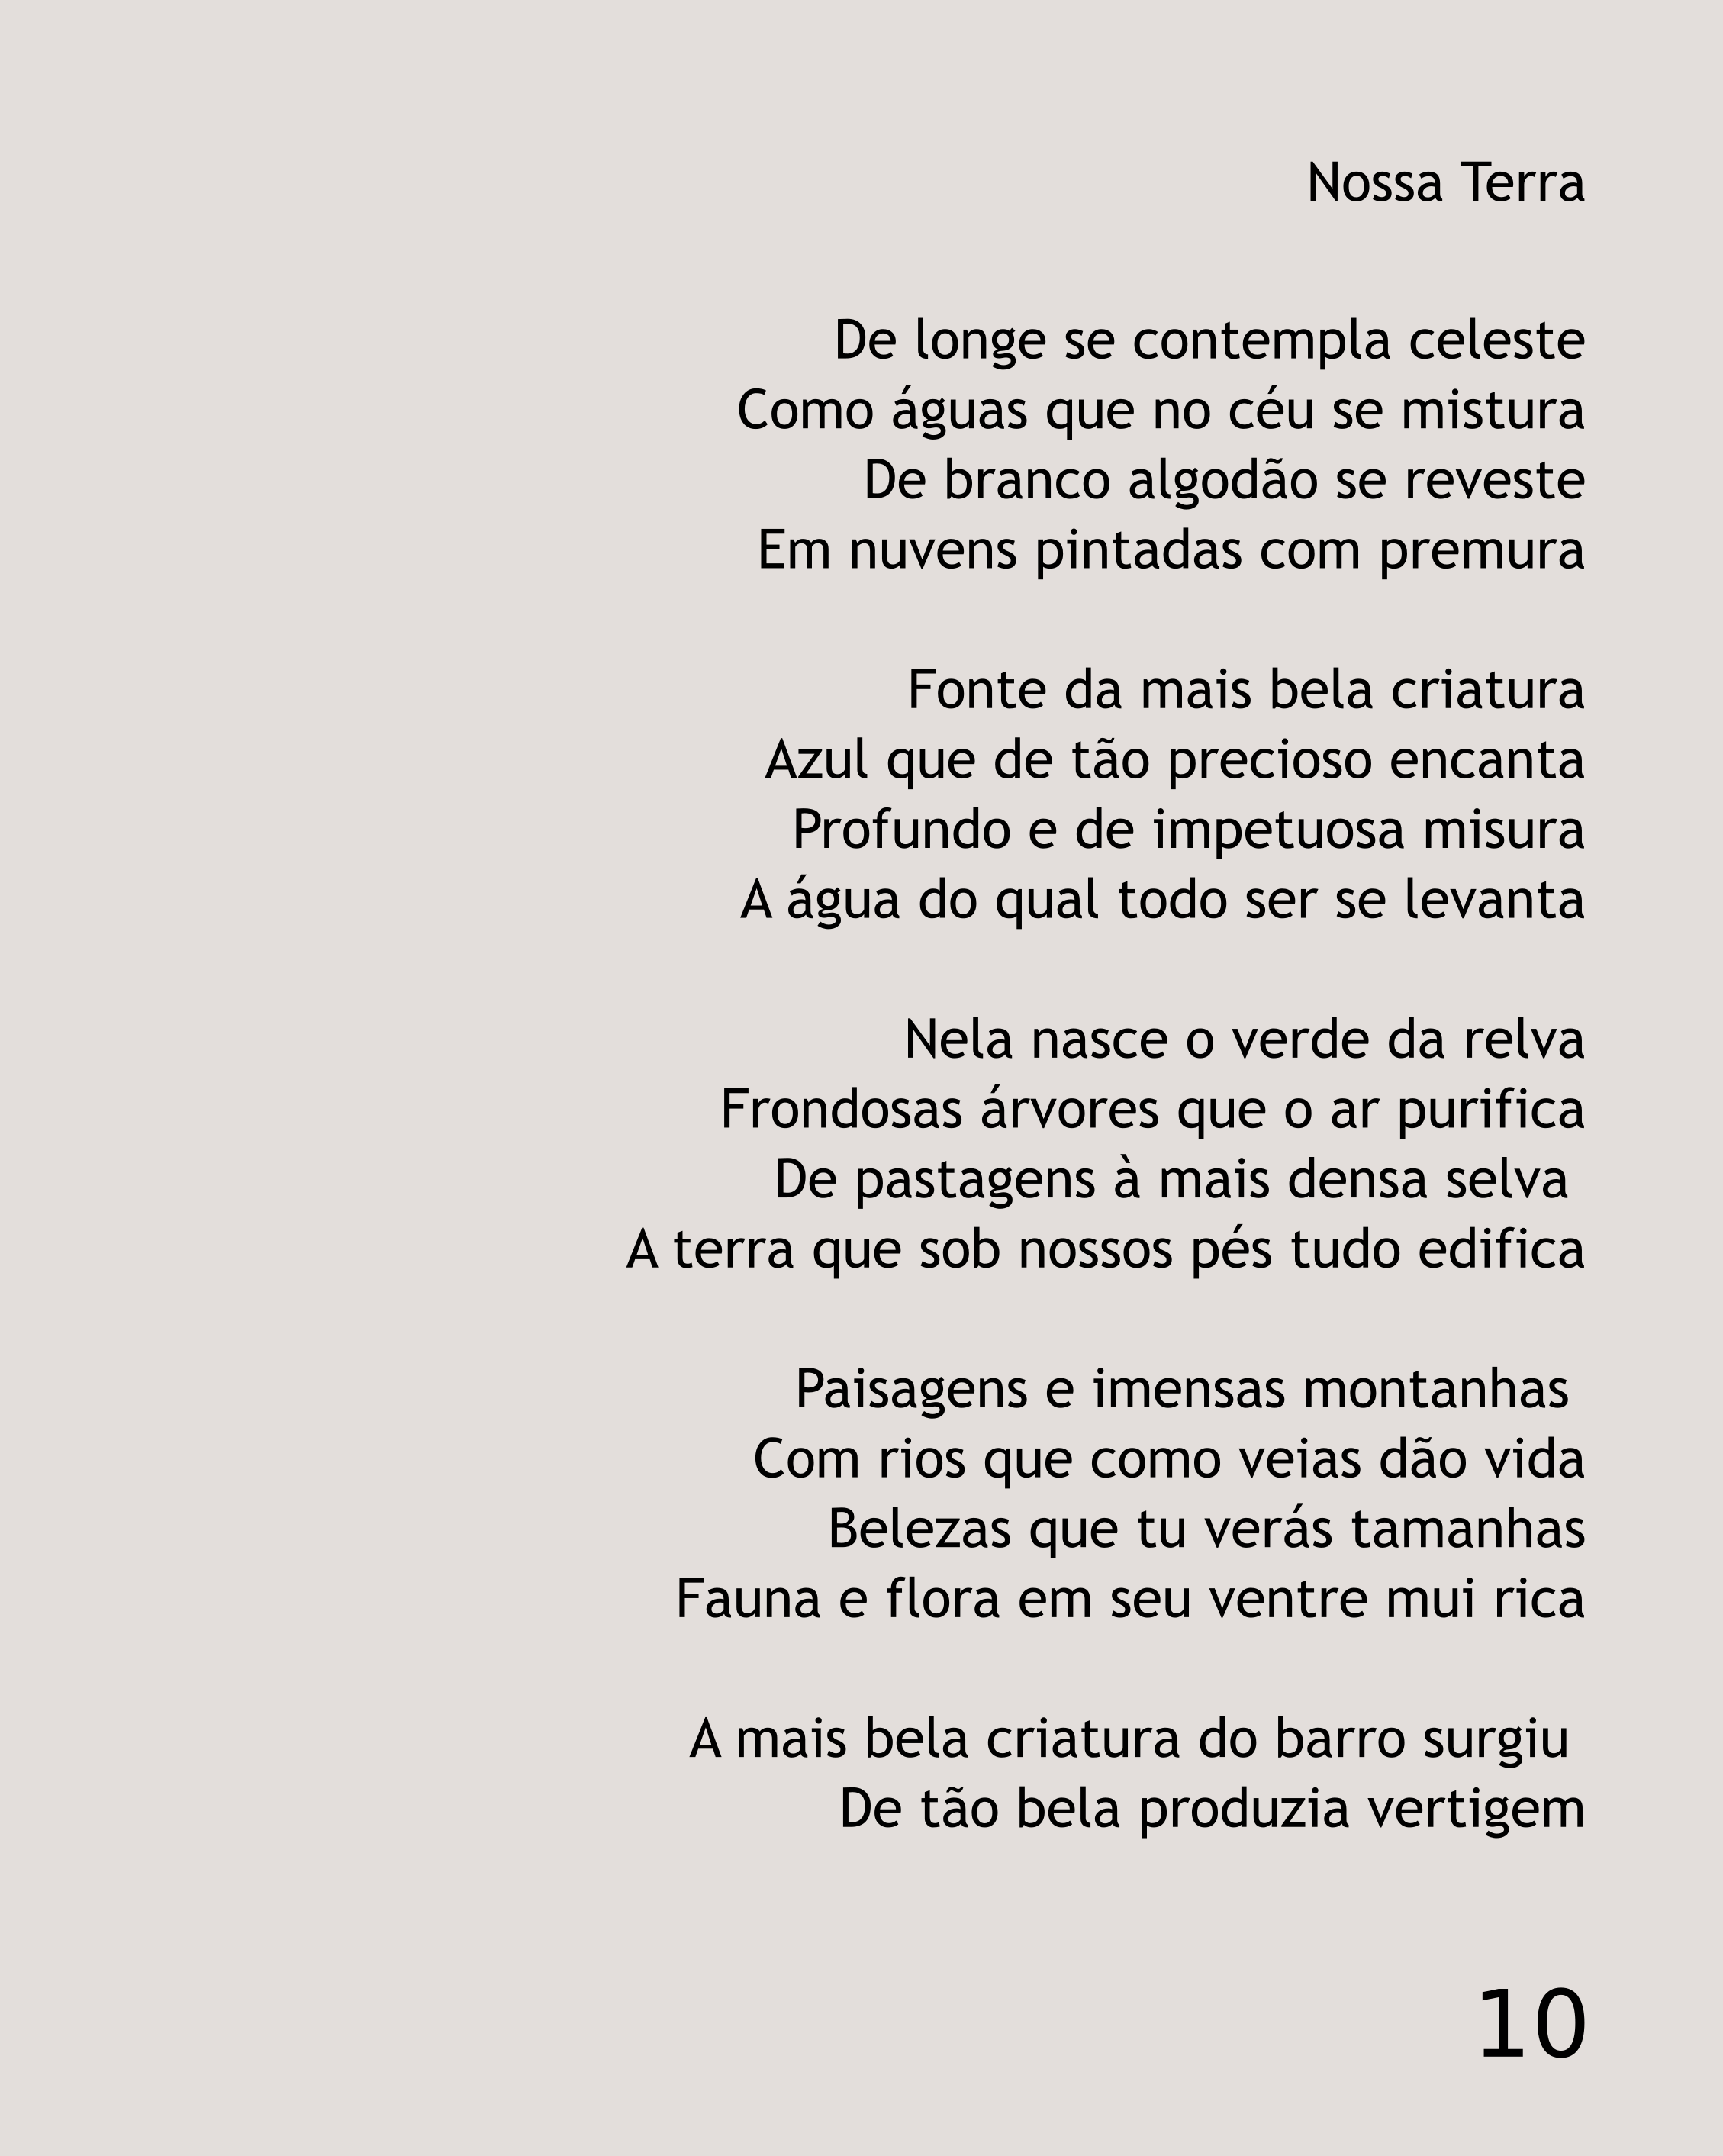 Nossa Terra
De longe se contempla celeste
Como águas que no céu se mistura
De branco algodão se reveste
Em nuvens pintadas com premura
Fonte da mais bela criatura
Azul que de tão precioso encanta
Profundo e de impetuosa misura
A água do qual todo ser se levanta
Nela nasce o verde da relva
Frondosas árvores que o ar purifica
De pastagens à mais densa selva
A terra que sob nossos pés tudo edifica
Paisagens e imensas montanhas
Com rios que como veias dão vida
Belezas que tu verás tamanhas
Fauna e flora em seu ventre mui rica
A mais bela criatura do barro surgiu
De tão bela produzia vertigem
10